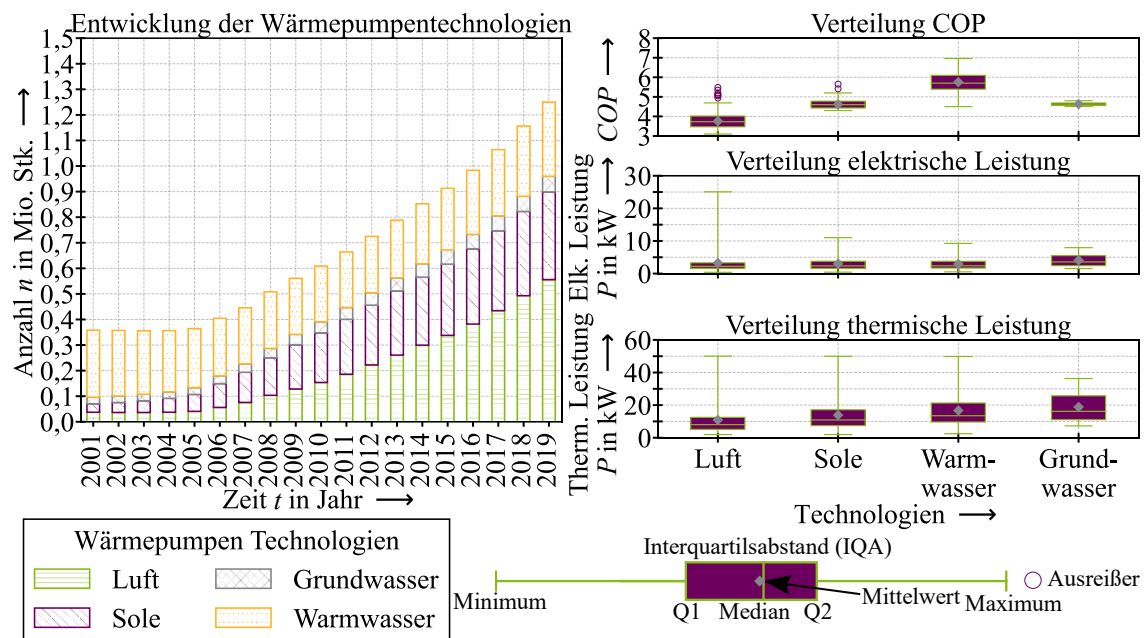 Entwicklung der Wärmepumpentechnologien
Anzahl n in Mio. Stk.
1,5
1,4
1,3
1,2
1,1
1,0
0,9
0,8
0,7
0,6
0,5
0,4
0,3
0,2
0,1
0,0
2001
2002
2003
2004
2005
2006
2007
2008
2009
2010
2011
2012
2013
2014
2015
2016
2017
2018
2019
Zeit t in Jahr
Verteilung COP
COP
8
7
6
5
4
3
Verteilung elektrische Leistung
Elk. Leistung
P in kW
30
15
0
Verteilung thermische Leistung
Therm. Leistung
P in kW
60
40
20
0
Luft
Sole
Warm-
wasser
Grund-
wasser
Technologien
Wärmepumpen Technologien
Luft
Grundwasser
Sole
Warmwasser
Interquartilsabstand (IQA)
Minimum
Q1
Median
Q2
Mittelwert
Maximum
Ausreißer